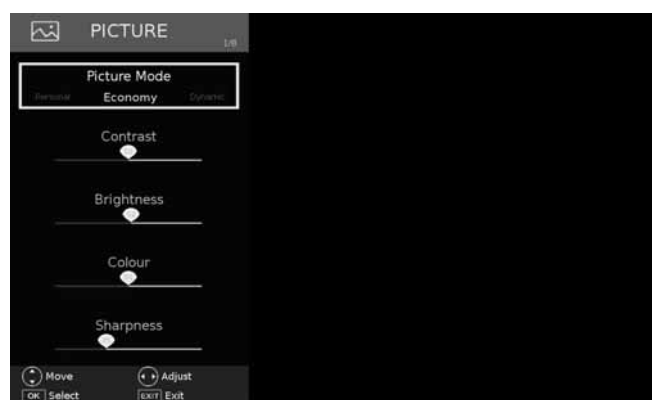 PICTURE
1/8
Picture Mode
Personal Economy Dynamic
Contrast
Brightness
Colour
Sharpness
Move Adjust
OK Select EXIT Exit